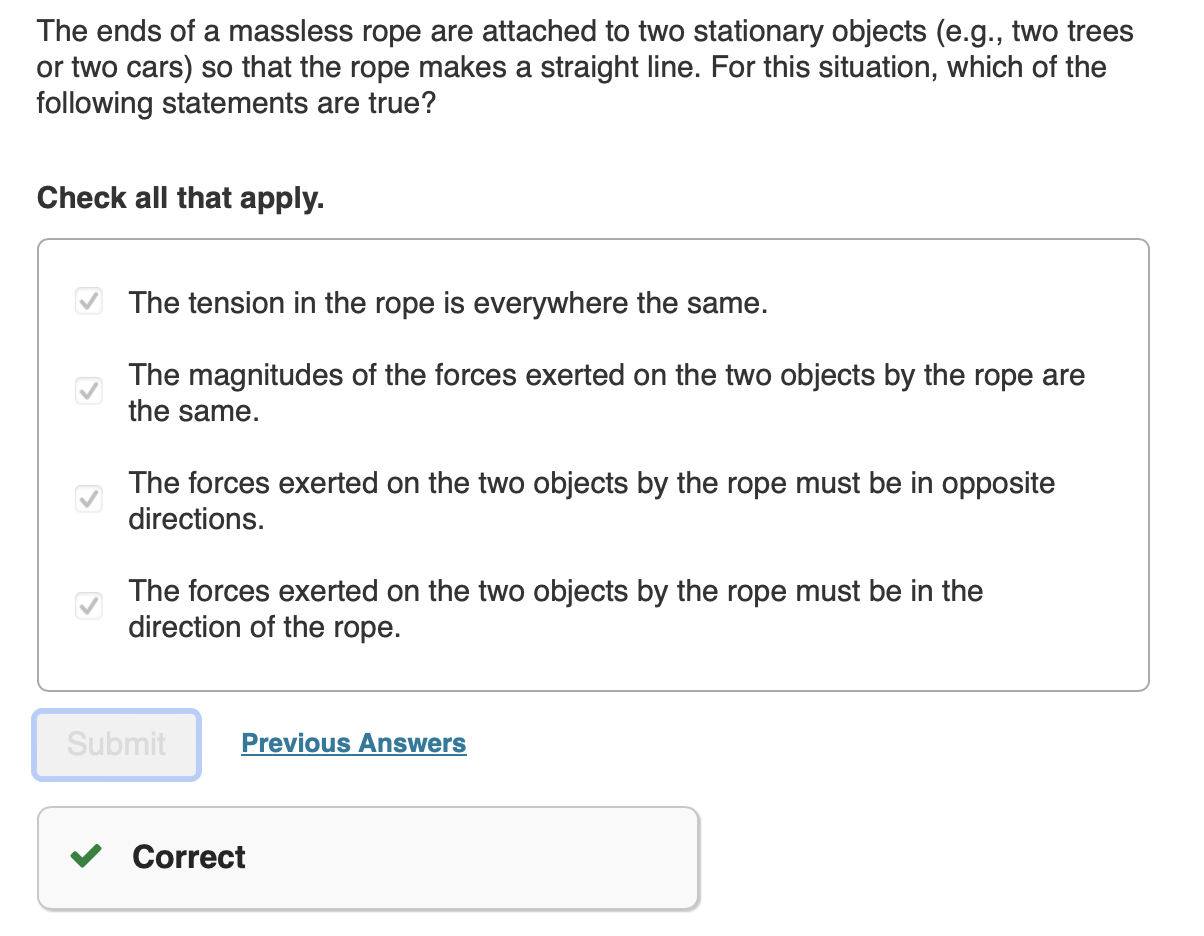 The ends of a massless rope are attached to two stationary objects (e.g., two trees
or two cars) so that the rope makes a straight line. For this situation, which of the
following statements are true?
Check all that apply.
The tension in the rope is everywhere the same.
The magnitudes of the forces exerted on the two objects by the rope are
the same.
The forces exerted on the two objects by the rope must be in opposite
directions.
The forces exerted on the two objects by the rope must be in the
direction of the rope.
Submit
Previous Answers
Correct